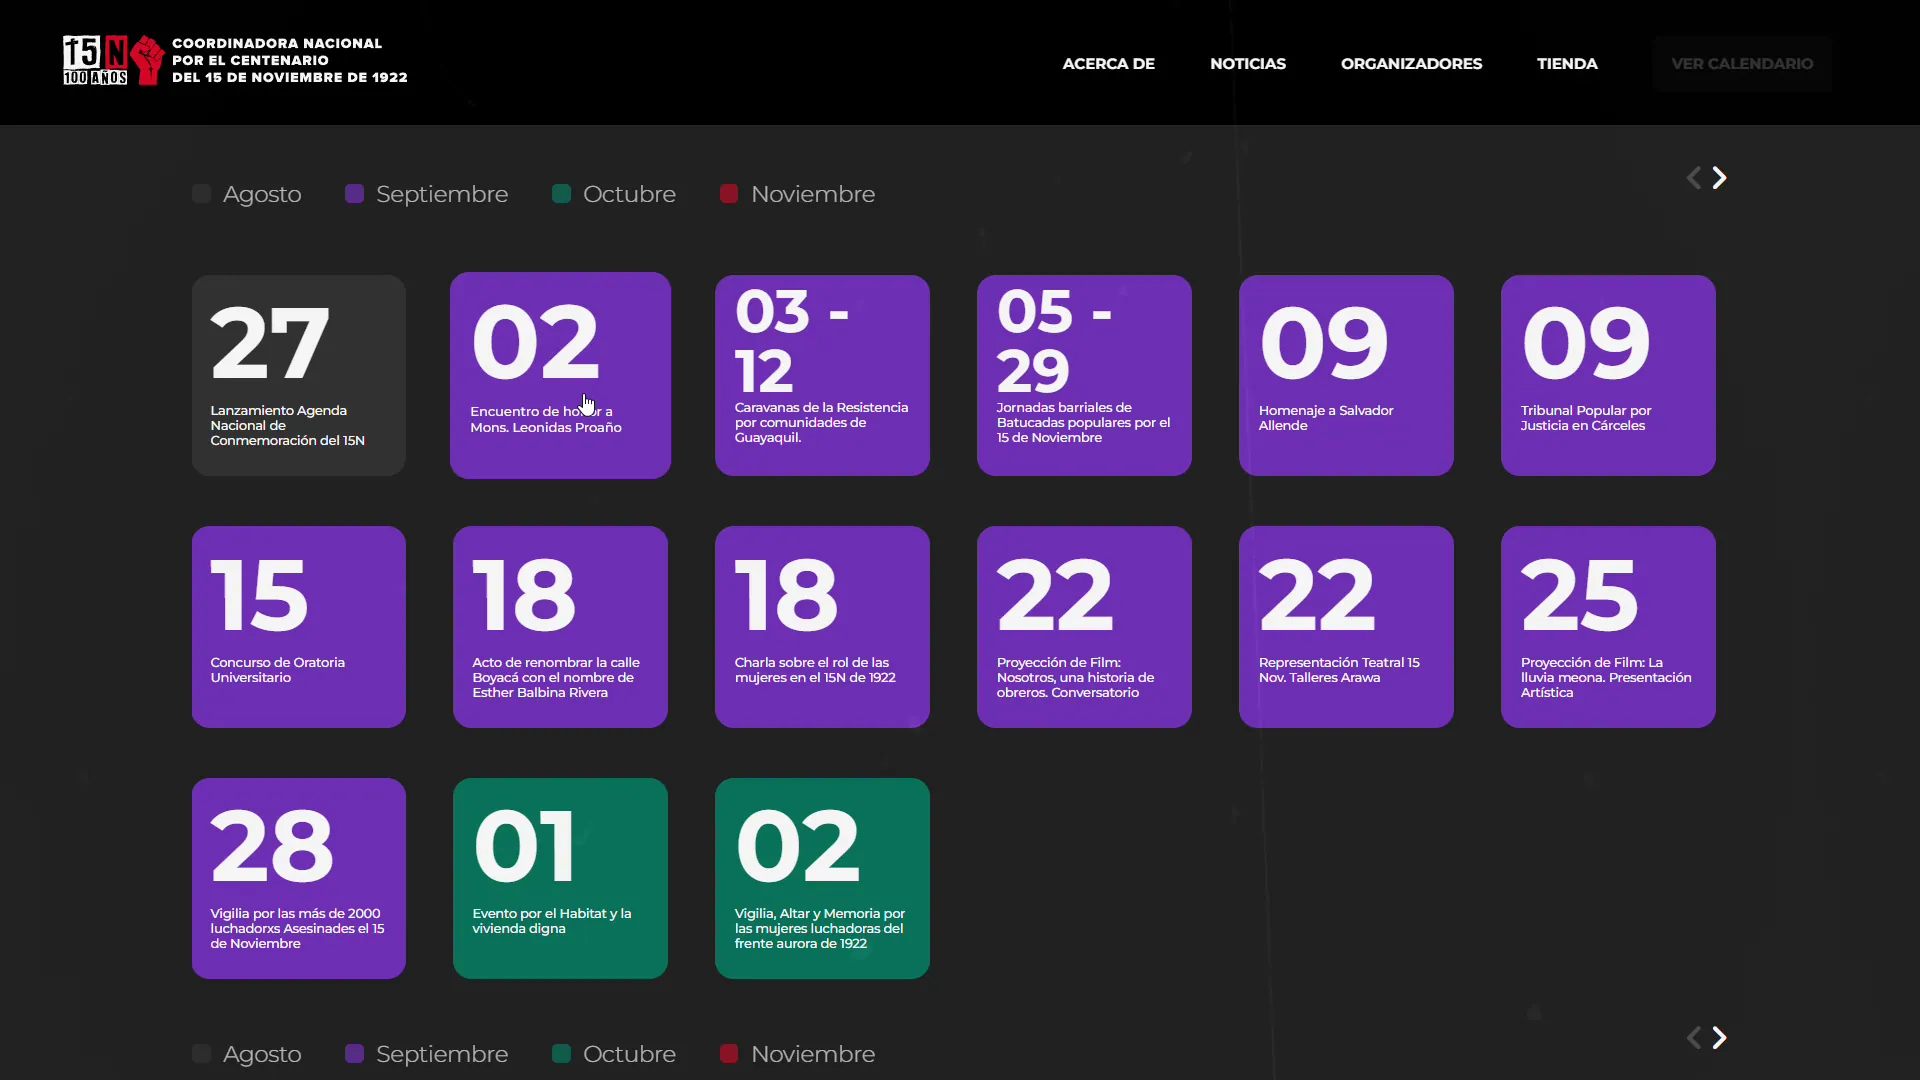 15 N
100 AÑOS
COORDINADORA NACIONAL
POR EL CENTENARIO
DEL 15 DE NOVIEMBRE DE 1922
ACERCA DE
NOTICIAS
ORGANIZADORES
TIENDA
VER CALENDARIO
Agosto
Septiembre
Octubre
Noviembre
27
Lanzamiento Agenda
Nacional de
Conmemoración del 15N
02
Encuentro de honor a
Mons. Leonidas Proaño
03 -
12
Caravanas de la Resistencia
por comunidades de
Guayaquil.
05 -
29
Jornadas barriales de
Batucadas populares por el
15 de Noviembre
09
Homenaje a Salvador
Allende
09
Tribunal Popular por
Justicia en Cárceles
15
Concurso de Oratoria
Universitario
18
Acto de renombrar la calle
Boyacá con el nombre de
Esther Balbina Rivera
18
Charla sobre el rol de las
mujeres en el 15N de 1922
22
Proyección de Film:
Nosotros, una historia de
obreros. Conversatorio
22
Representación Teatral 15
Nov. Talleres Arawa
25
Proyección de Film: La
lluvia meona. Presentación
Artística
28
Vigilia por las más de 2000
luchadorxs Asesinades el 15
de Noviembre
01
Evento por el Habitat y la
vivienda digna
02
Vigilia, Altar y Memoria por
las mujeres luchadoras del
frente aurora de 1922
Agosto
Septiembre
Octubre
Noviembre